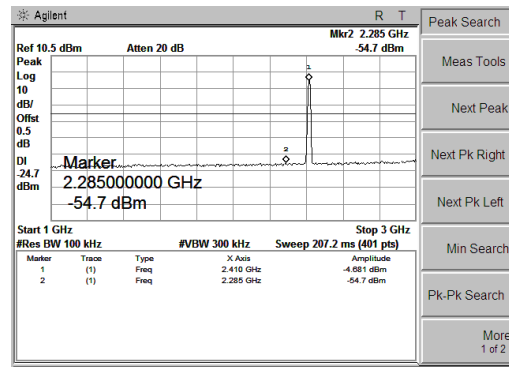 Agilent R T
Mkr2 2.285 GHz
Ref 10.5 dBm Atten 20 dB -54.7 dBm
Peak
Log
10
dB/
Offst
0.5
dB
DI
-24.7
dBm
1
2
Marker
2.285000000 GHz
-54.7 dBm
Start 1 GHz Stop 3 GHz
#Res BW 100 kHz #VBW 300 kHz Sweep 207.2 ms (401 pts)
Marker Trace Type X Axis Amplitude
1 (1) Freq 2.410 GHz -4.681 dBm
2 (1) Freq 2.285 GHz -54.7 dBm
Peak Search
Meas Tools
Next Peak
Next Pk Right
Next Pk Left
Min Search
Pk-Pk Search
More
1 of 2